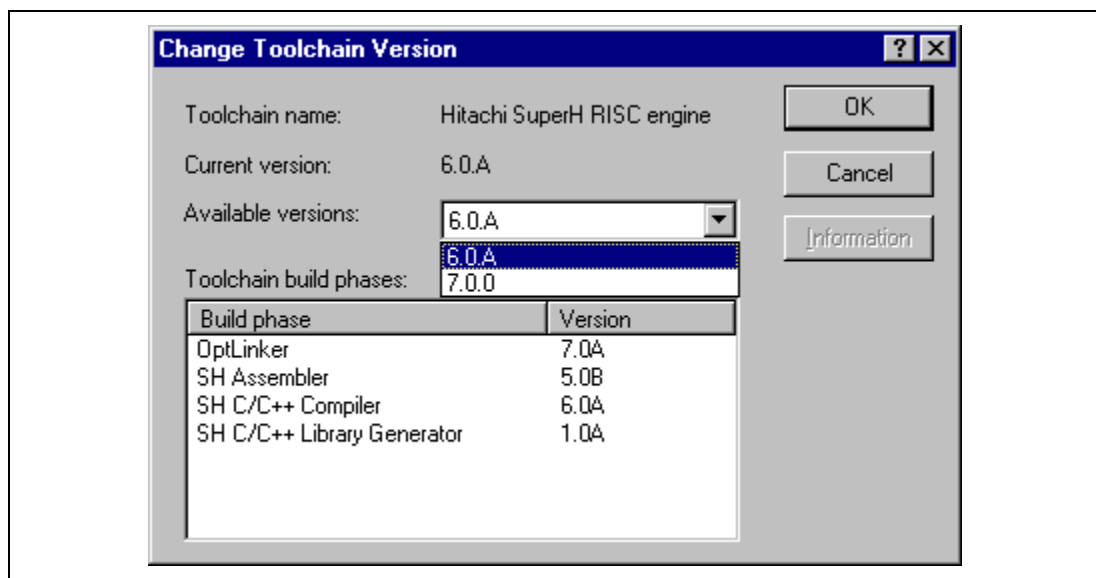 Change Toolchain Version
Toolchain name: Hitachi SuperH RISC engine
OK
Current version: 6.0.A
Cancel
Available versions: 6.0.A
Information
6.0.A
7.0.0
Toolchain build phases:
Build phase Version
OptLinker 7.0A
SH Assembler 5.0B
SH C/C++ Compiler 6.0A
SH C/C++ Library Generator 1.0A